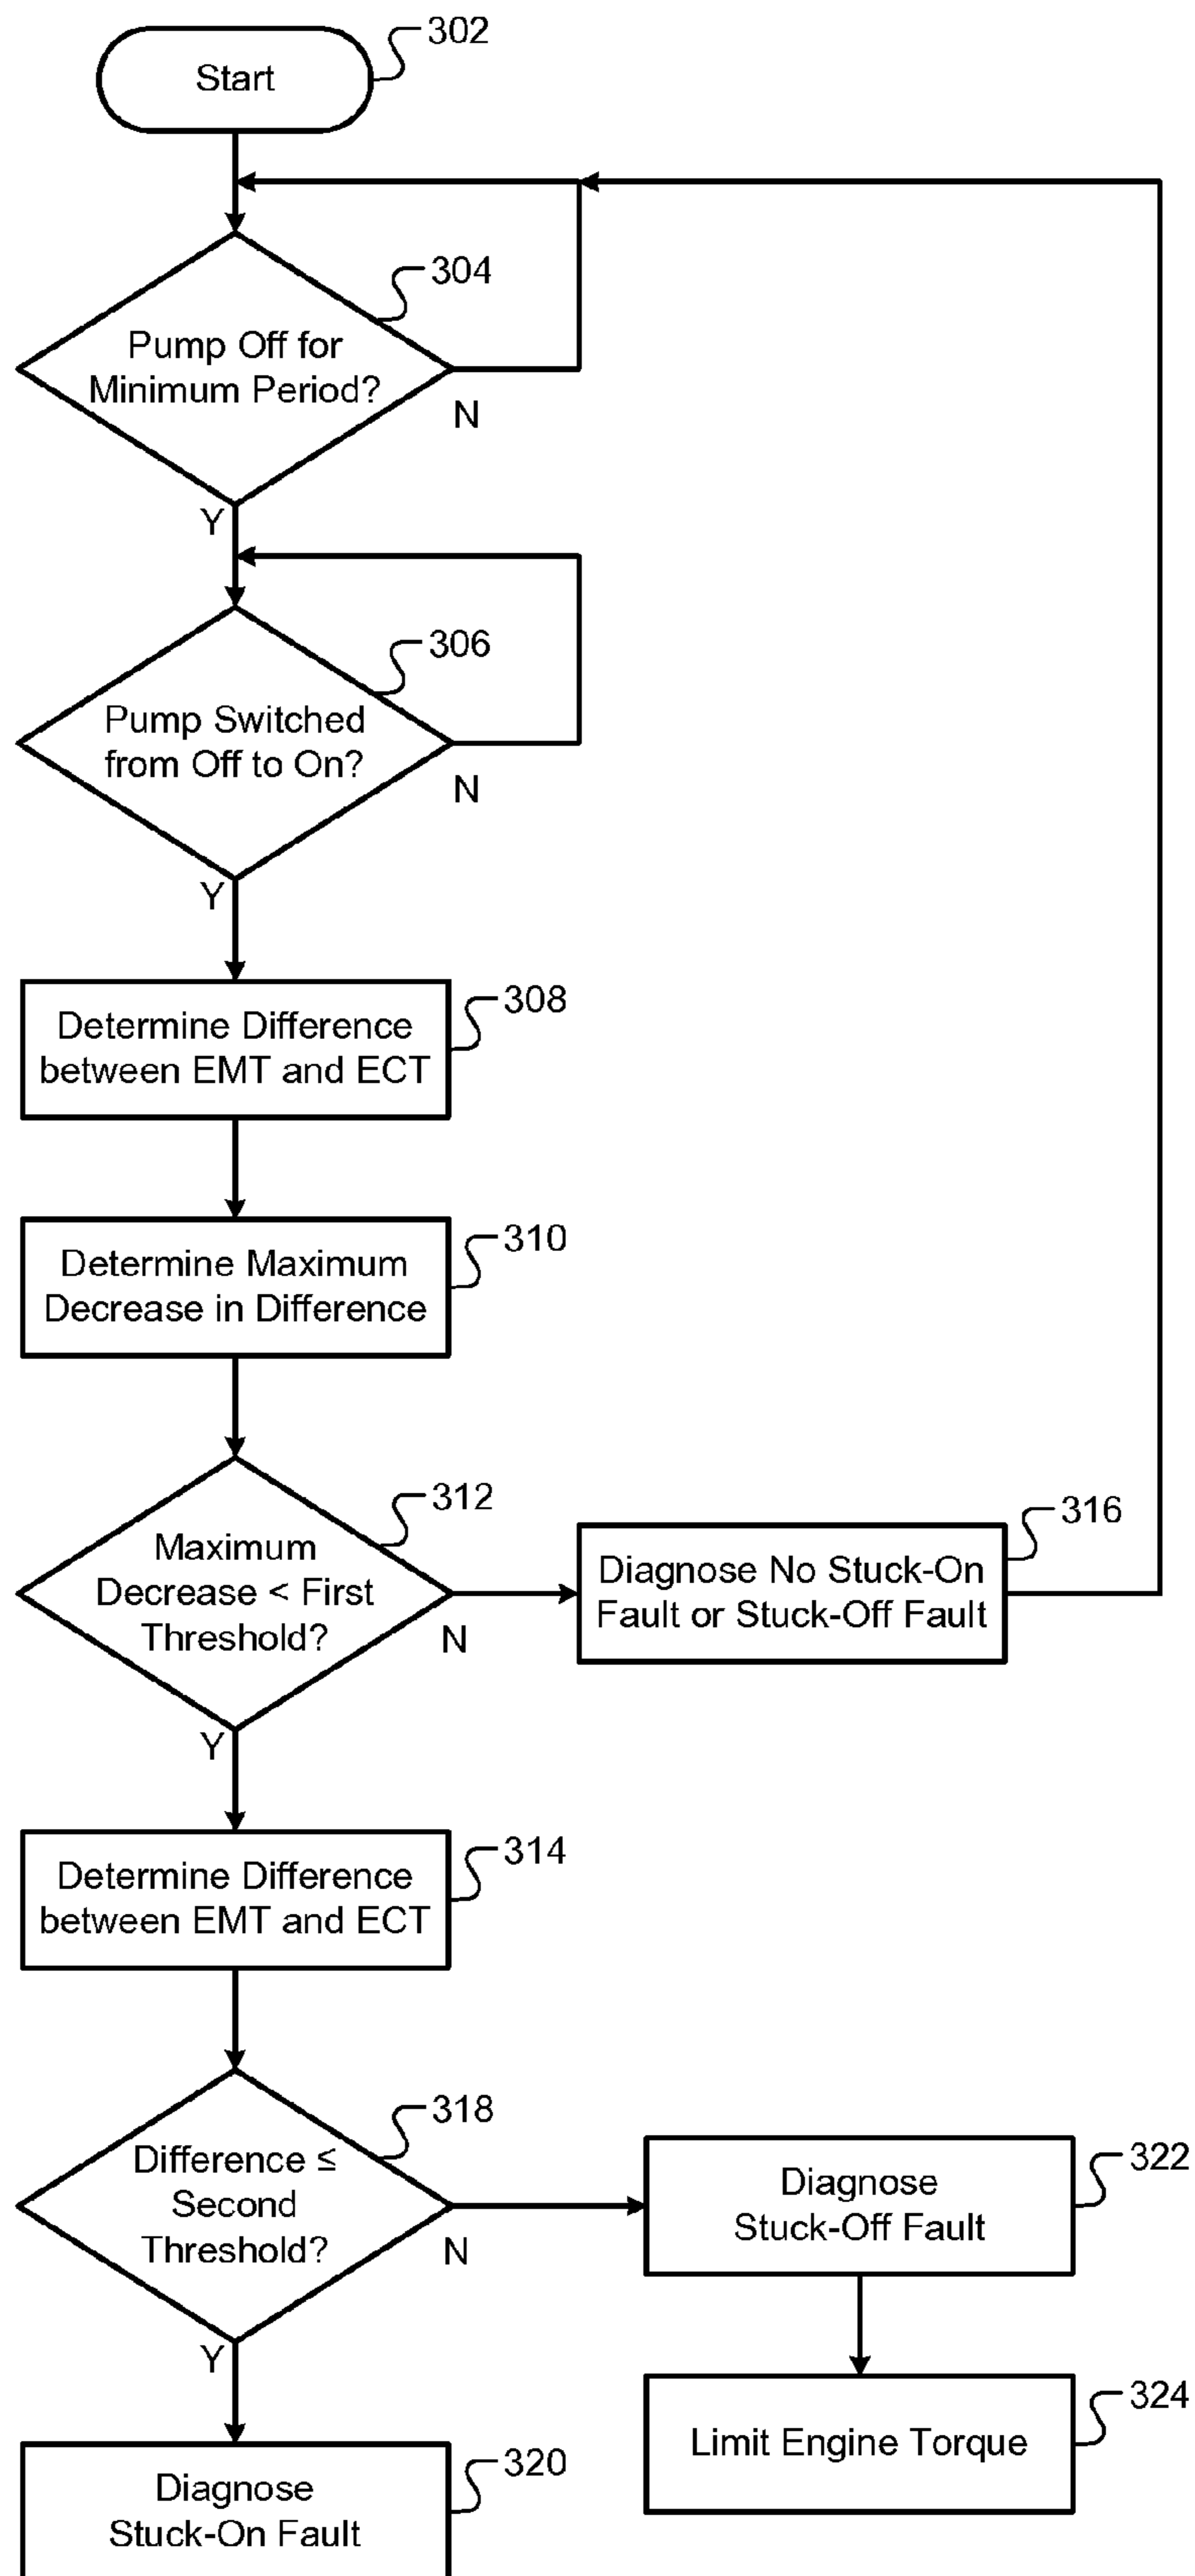 302
Start
304
Pump Off for
Minimum Period?
N
Y
306
Pump Switched
from Off to On?
N
Y
308
Determine Difference
between EMT and ECT
310
Determine Maximum
Decrease in Difference
312
Maximum
Decrease < First
Threshold?
N
Y
316
Diagnose No Stuck-On
Fault or Stuck-Off Fault
314
Determine Difference
between EMT and ECT
318
Difference ≤
Second
Threshold?
N
Y
322
Diagnose
Stuck-Off Fault
324
Limit Engine Torque
320
Diagnose
Stuck-On Fault